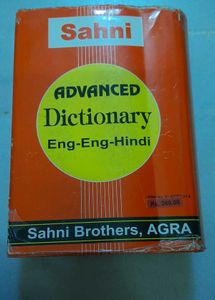 Sahni
ADVANCED
Dictionary
Eng-Eng-Hindi
Sahni Brothers, AGRA